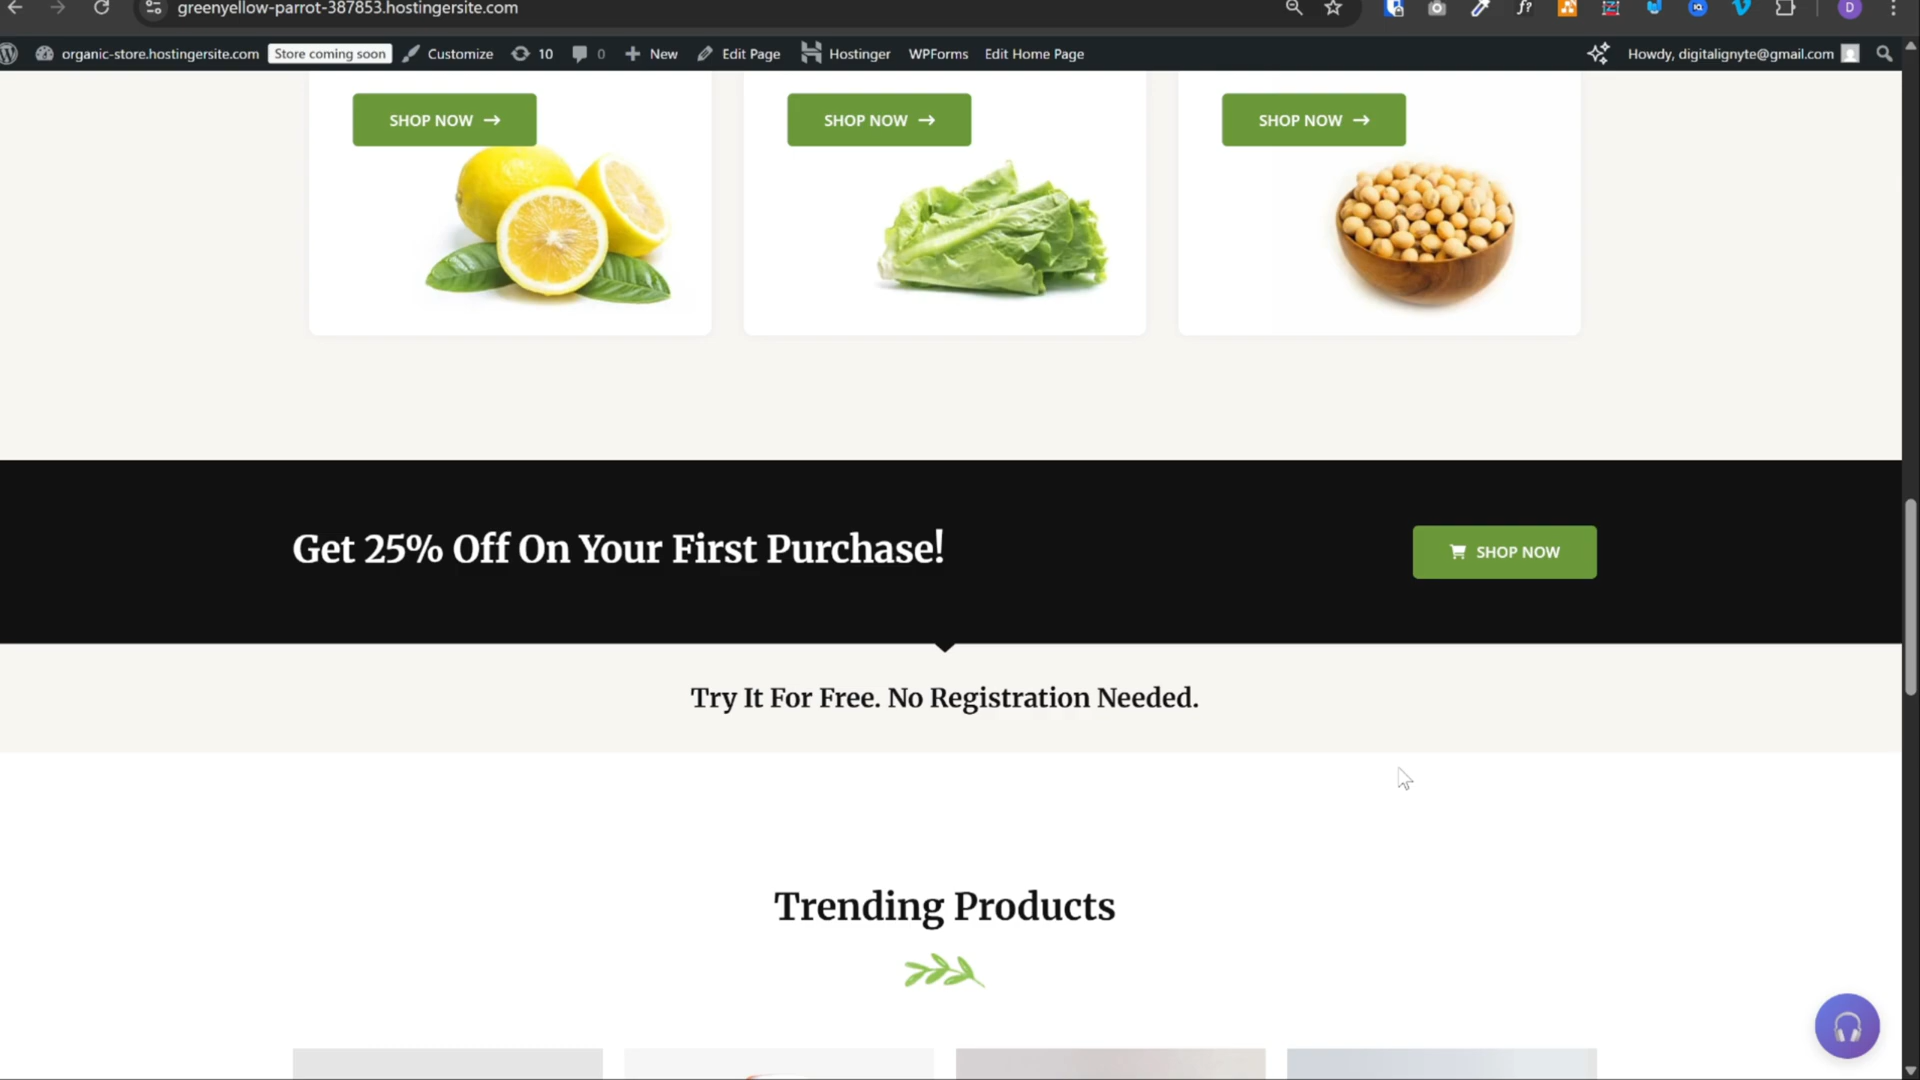 greenyellow-parrot-387853.hostingersite.com
D
organic-store.hostingersite.com Store coming soon Customize 10 0 New Edit Page Hostinger WPForms Edit Home Page Howdy, digitalignyte@gmail.com
SHOP NOW → SHOP NOW → SHOP NOW →
Get 25% Off On Your First Purchase!
SHOP NOW
Try It For Free. No Registration Needed.
Trending Products